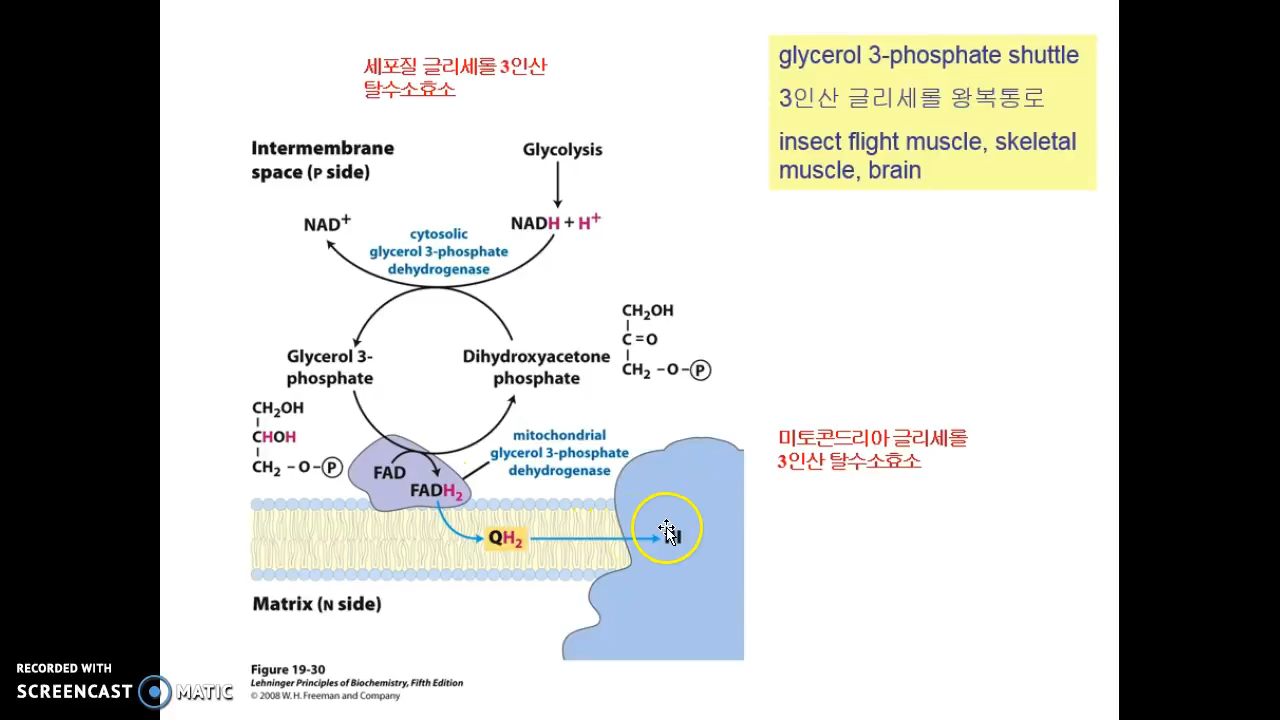 세포질 글리세롤 3인산
탈수소효소
glycerol 3-phosphate shuttle
3인산 글리세롤 왕복통로
insect flight muscle, skeletal
muscle, brain
Intermembrane
space (P side)
Glycolysis
NAD+
NADH + H+
cytosolic
glycerol 3-phosphate
dehydrogenase
CH2OH
C=O
CH2 –O–P
Glycerol 3-
phosphate
Dihydroxyacetone
phosphate
CH2OH
CHOH
CH2 –O–P
mitochondrial
glycerol 3-phosphate
dehydrogenase
미토콘드리아 글리세롤
3인산 탈수소효소
FAD
FADH2
QH2
Matrix (N side)
Figure 19-30
Lehninger Principles of Biochemistry, Fifth Edition
© 2008 W. H. Freeman and Company
RECORDED WITH
SCREENCAST MATIC